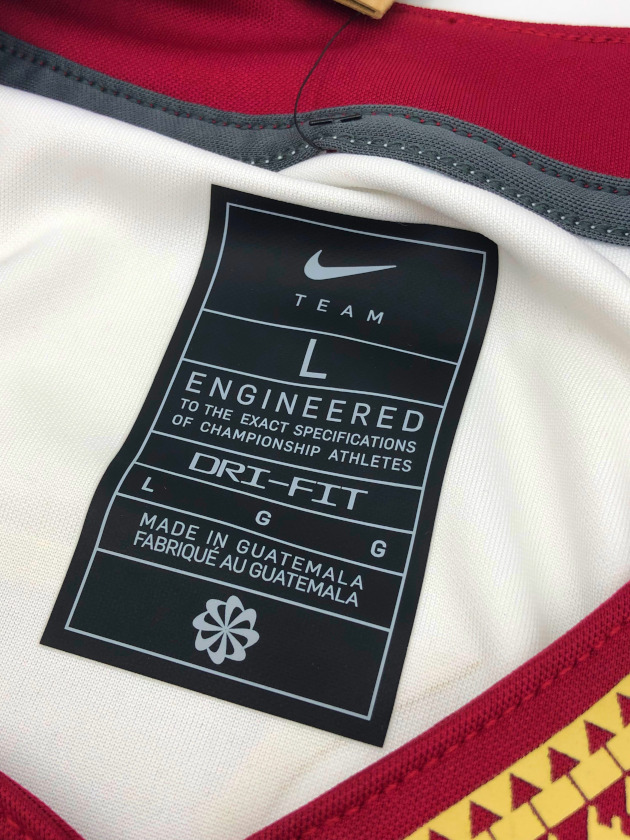 TEAM
L
ENGINEERED
TO THE EXACT SPECIFICATIONS
OF CHAMPIONSHIP ATHLETES
DRI-FIT
L G G
MADE IN GUATEMALA
FABRIQUÉ AU GUATEMALA